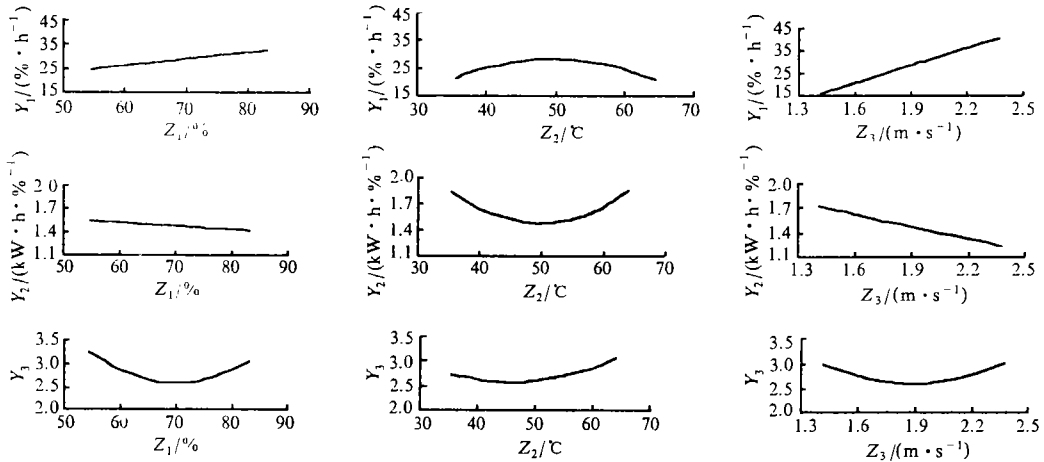 Y₁/(%·h⁻¹)
45
35
25
15
50 60 70 80 90
Z₁/%
Y₁/(%·h⁻¹)
45
35
25
15
30 40 50 60 70
Z₂/℃
Y₁/(%·h⁻¹)
45
35
25
15
1.3 1.6 1.9 2.2 2.5
Z₃/(m·s⁻¹)
Y₂/(kW·h·%⁻¹)
2.0
1.7
1.4
1.1
50 60 70 80 90
Z₁/%
Y₂/(kW·h·%⁻¹)
2.0
1.7
1.4
1.1
30 40 50 60 70
Z₂/℃
Y₂/(kW·h·%⁻¹)
2.0
1.7
1.4
1.1
1.3 1.6 1.9 2.2 2.5
Z₃/(m·s⁻¹)
Y₃
3.5
3.0
2.5
2.0
50 60 70 80 90
Z₁/%
Y₃
3.5
3.0
2.5
2.0
30 40 50 60 70
Z₂/℃
Y₃
3.5
3.0
2.5
2.0
1.3 1.6 1.9 2.2 2.5
Z₃/(m·s⁻¹)